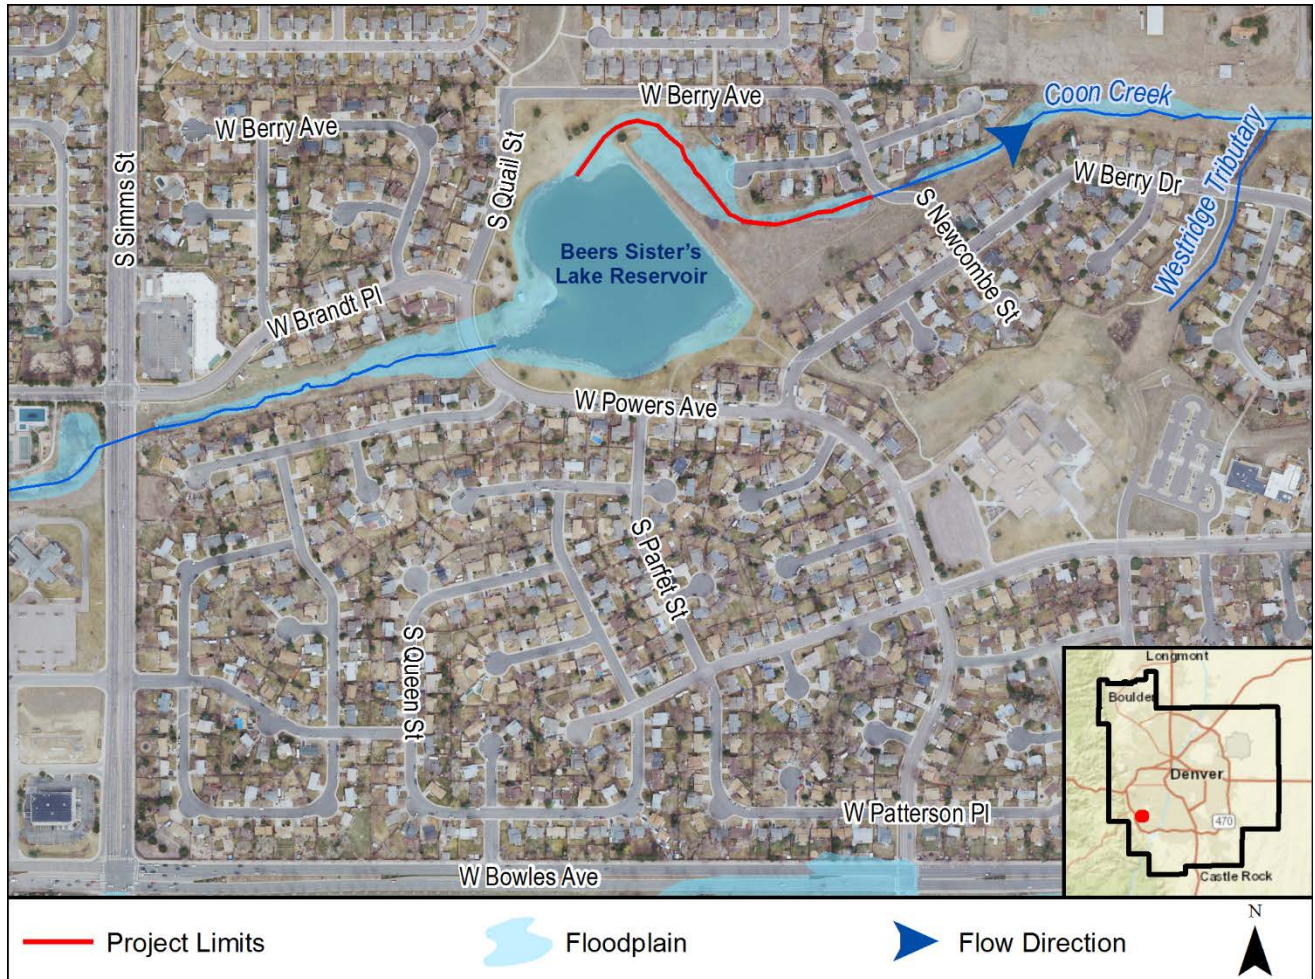 W Berry Ave
Coon Creek
W Berry Ave
S Quail St
S Simms St
W Berry Dr
S Newcombe St
Westridge Tributary
Beers Sister's
Lake Reservoir
W Brandt Pl
W Powers Ave
S Parfet St
S Queen St
W Patterson Pl
W Bowles Ave
Longmont
Boulder
Denver
470
Castle Rock
Project Limits
Floodplain
Flow Direction
N